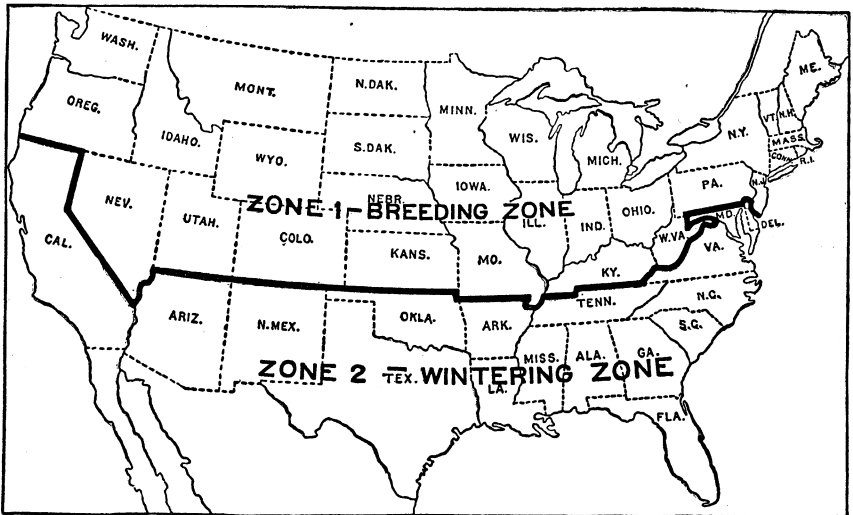 WASH.
MONT.
N.DAK.
MINN.
ME.
OREG.
IDAHO.
WYO.
S.DAK.
WIS.
MICH.
N.Y.
VT.
N.H.
MASS.
CONN.
R.I.
NEV.
UTAH.
COLO.
NEBR.
IOWA.
ILL.
IND.
OHIO.
PA.
N.J.
ZONE 1-BREEDING ZONE
CAL.
KANS.
MO.
KY.
W.VA.
VA.
MD.
DEL.
ARIZ.
N.MEX.
OKLA.
ARK.
TENN.
N.C.
S.C.
MISS.
ALA.
GA.
ZONE 2 - WINTERING ZONE
TEX.
LA.
FLA.